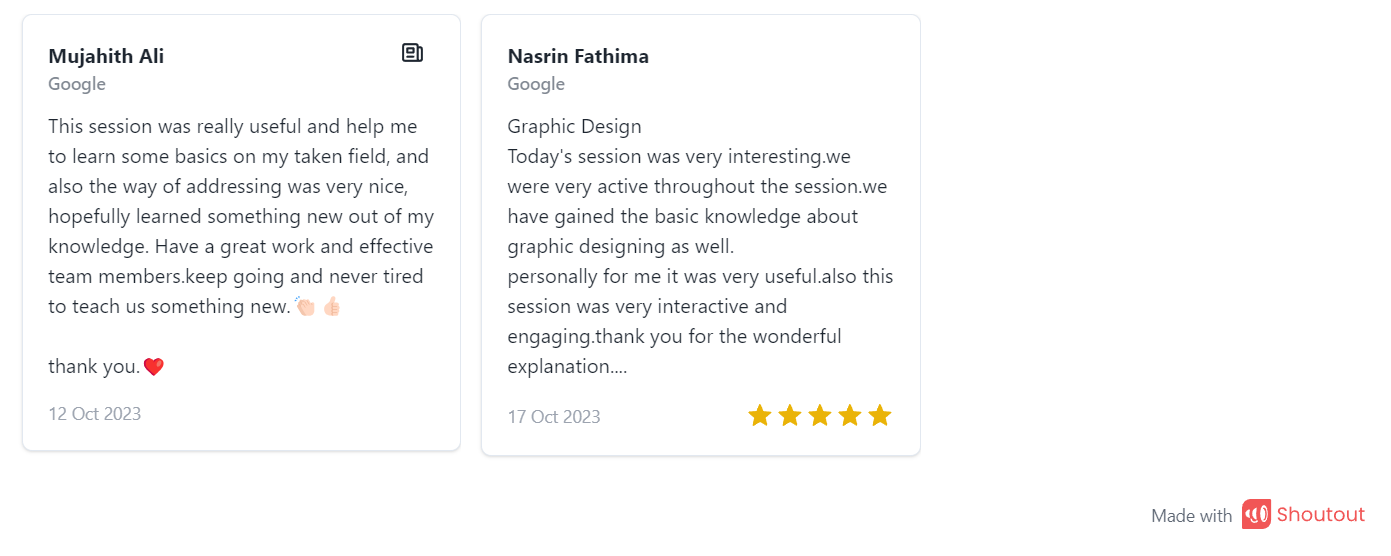 Mujahith Ali
Google
This session was really useful and help me
to learn some basics on my taken field, and
also the way of addressing was very nice,
hopefully learned something new out of my
knowledge. Have a great work and effective
team members.keep going and never tired
to teach us something new.👏🏻👍🏻
thank you.❤️
12 Oct 2023
Nasrin Fathima
Google
Graphic Design
Today's session was very interesting.we
were very active throughout the session.we
have gained the basic knowledge about
graphic designing as well.
personally for me it was very useful.also this
session was very interactive and
engaging.thank you for the wonderful
explanation....
17 Oct 2023
Made with Shoutout